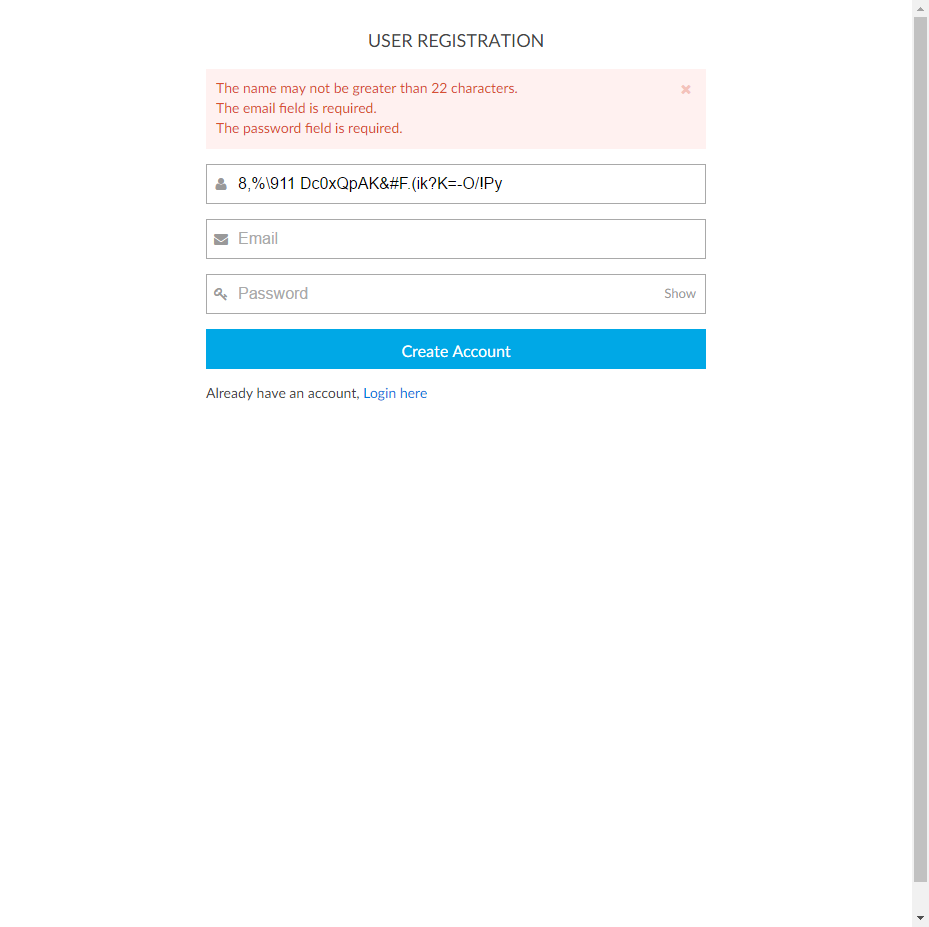 USER REGISTRATION
The name may not be greater than 22 characters.
The email field is required.
The password field is required.
8,%\911 Dc0xQpAK&#F.(ik?K=-O/!Py
Email
Password
Show
Create Account
Already have an account, Login here